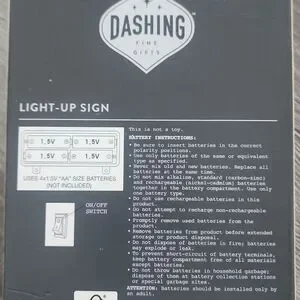 DASHING
FINE
GIFTS
LIGHT-UP SIGN
This is not a toy.
BATTERY INSTRUCTIONS:
• Be sure to insert batteries in the correct
polarity positions.
• Use only batteries of the same or equivalent
type as specified.
• Never mix old and new batteries. Replace all
batteries at the same time.
• Do not mix alkaline, standard (carbon-zinc)
and rechargeable (nickel-cadmium) batteries
together in the battery compartment. Use only
one battery type.
• Do not use rechargeable batteries in this
product.
• Do not attempt to recharge non-rechargeable.
• Promptly remove used batteries from the
product.
• Remove batteries from product before extended
storage or product disposal.
• Do not dispose of batteries in fire; batteries
may explode or leak.
• To prevent short-circuit of battery terminals,
keep battery compartment free of all materials
except batteries.
• Do not throw batteries in household garbage;
dispose of them at battery collection stations
or special garbage sites.
ATTENTION: Batteries should be installed only by
an adult.
1,5V 1,5V
1,5V 1,5V
USES 4x1.5V "AA" SIZE BATTERIES
(NOT INCLUDED)
ON/OFF
SWITCH